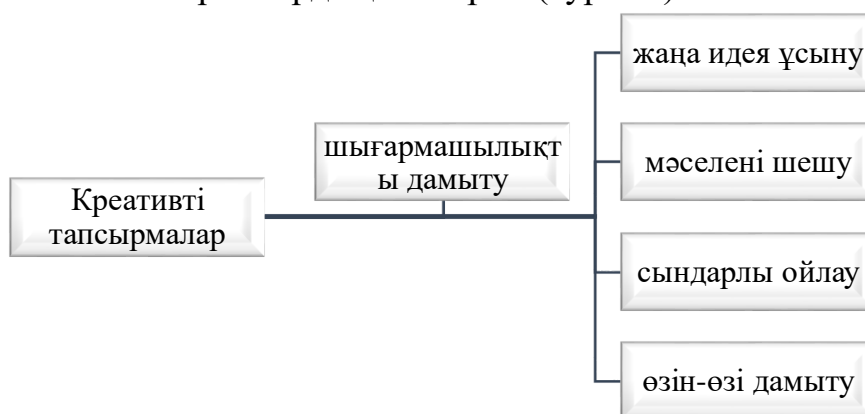 жаңа идея ұсыну
шығармашылықт
ы дамыту
мәселені шешу
Креативті
тапсырмалар
сындарлы ойлау
өзін-өзі дамыту